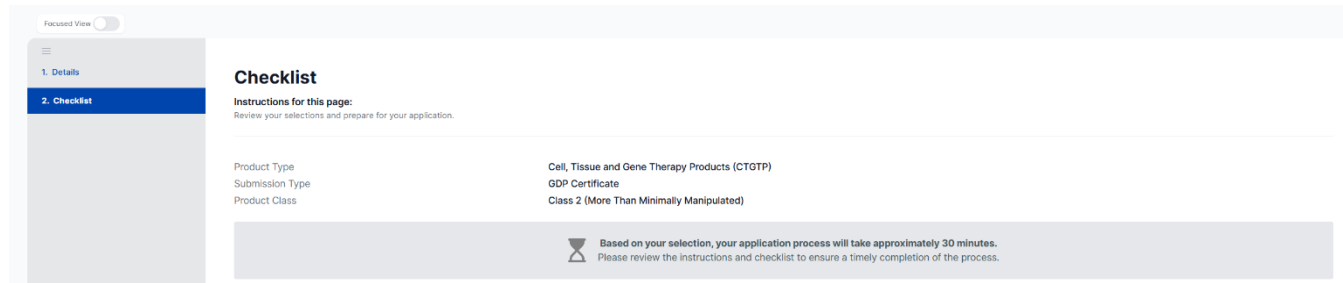 Focused View
1. Details
2. Checklist
Checklist
Instructions for this page:
Review your selections and prepare for your application.
Product Type Cell, Tissue and Gene Therapy Products (CTGTP)
Submission Type GDP Certificate
Product Class Class 2 (More Than Minimally Manipulated)
Based on your selection, your application process will take approximately 30 minutes.
Please review the instructions and checklist to ensure a timely completion of the process.